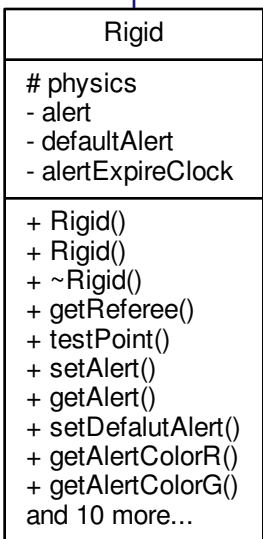 Rigid
# physics
- alert
- defaultAlert
- alertExpireClock
+ Rigid()
+ Rigid()
+ ~Rigid()
+ getReferee()
+ testPoint()
+ setAlert()
+ getAlert()
+ setDefalutAlert()
+ getAlertColorR()
+ getAlertColorG()
and 10 more...